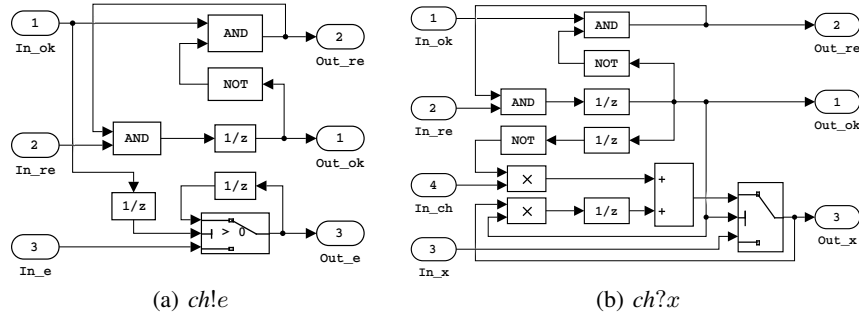 1
In_ok
AND
2
Out_re
NOT
2
In_re
AND
1/z
1
Out_ok
1/z
1/z
> 0
3
In_e
3
Out_e
(a) ch!e
1
In_ok
AND
2
Out_re
NOT
2
In_re
AND
1/z
1
Out_ok
NOT
1/z
4
In_ch
×
+
×
1/z
+
3
In_x
3
Out_x
(b) ch?x